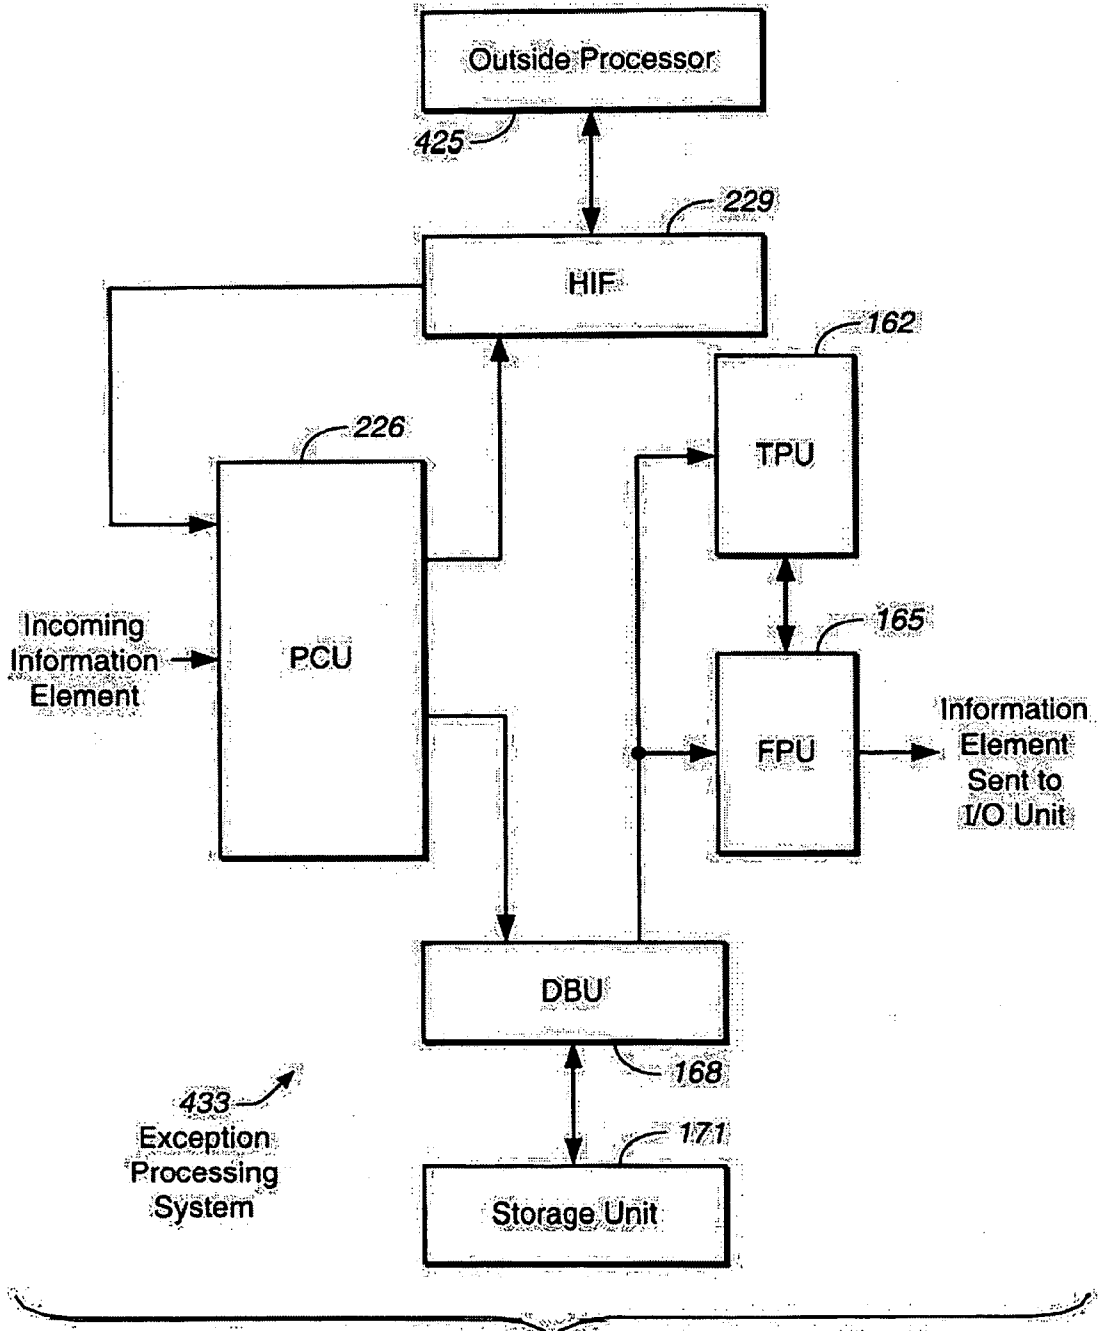 Outside Processor
425
229
HIF
162
TPU
226
PCU
Incoming
Information
Element
165
FPU
Information
Element
Sent to
I/O Unit
DBU
168
433
Exception
Processing
System
171
Storage Unit